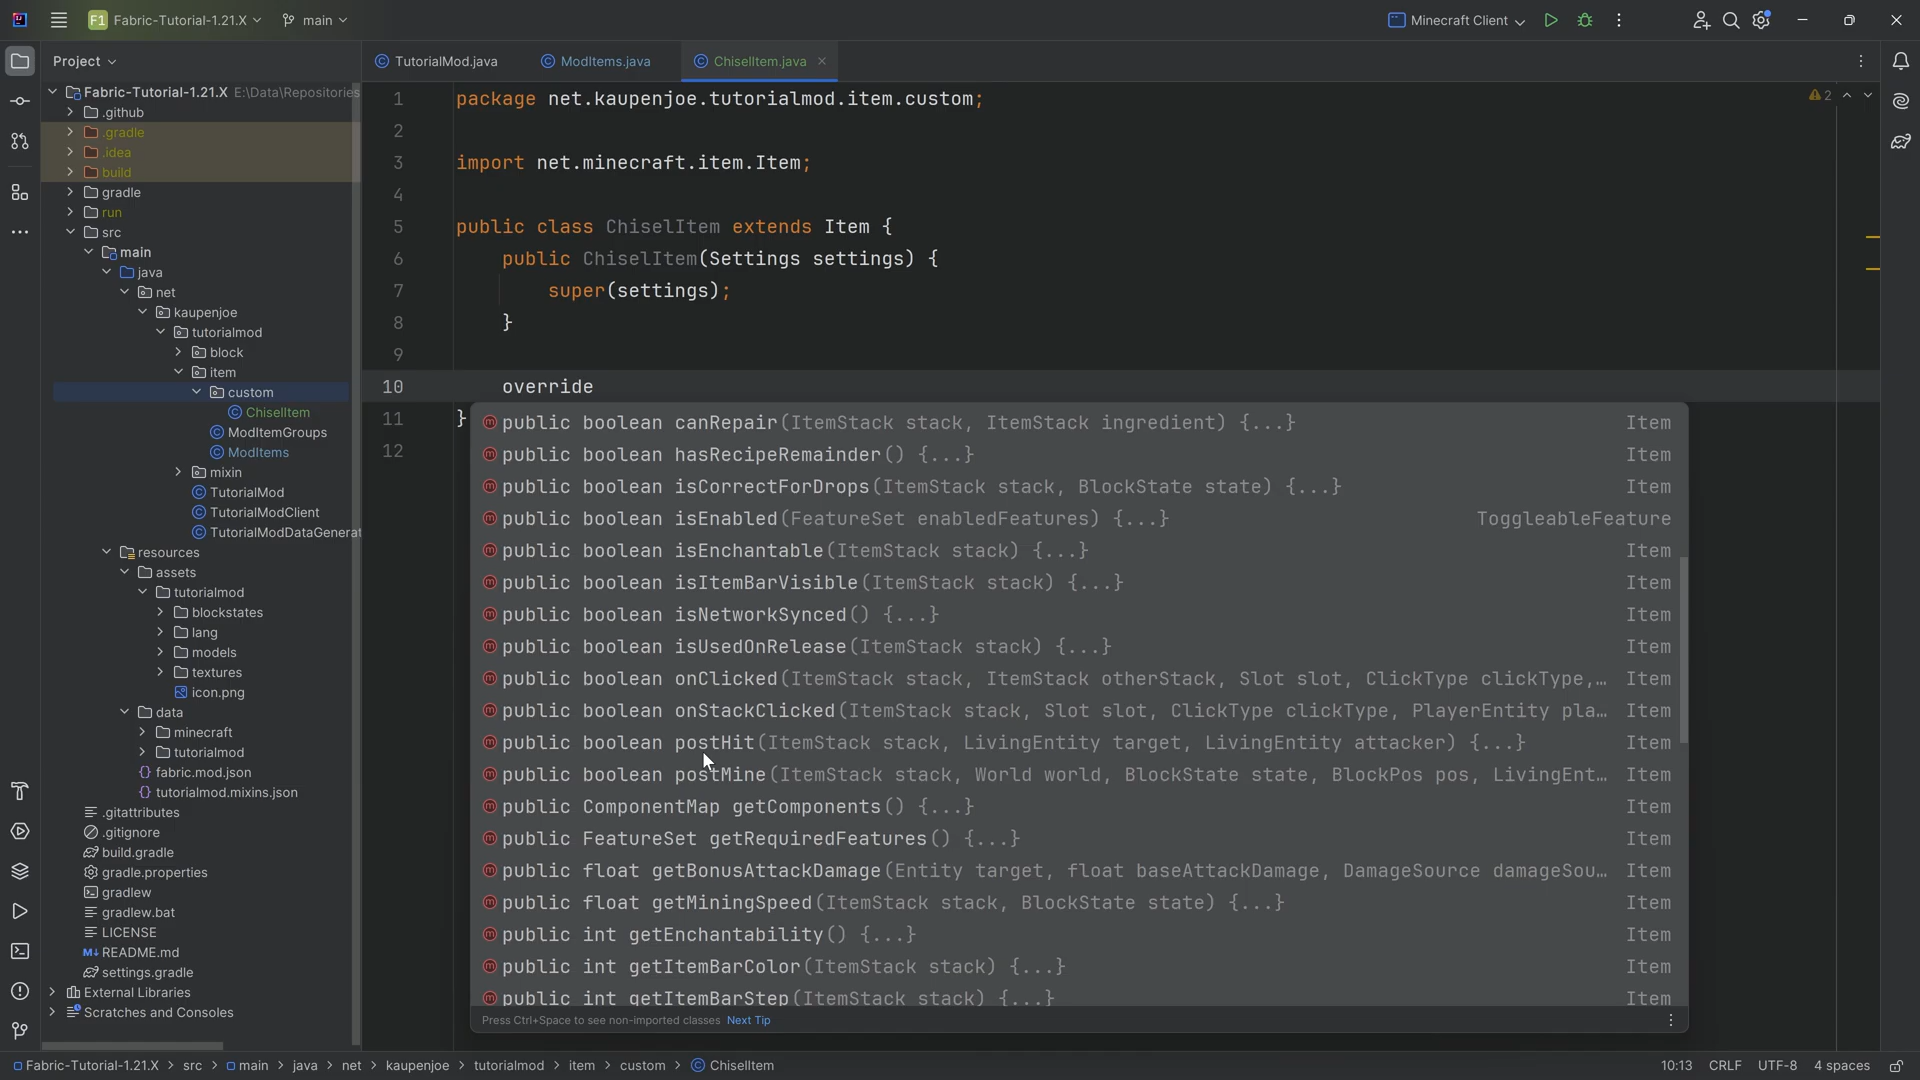 F1 Fabric-Tutorial-1.21.X main Minecraft Client
Project
TutorialMod.java ModItems.java ChiselItem.java
Fabric-Tutorial-1.21.X E:\Data\Repositories
.github
.gradle
.idea
build
gradle
run
src
main
java
net
kaupenjoe
tutorialmod
block
item
custom
ChiselItem
ModItemGroups
ModItems
mixin
TutorialMod
TutorialModClient
TutorialModDataGenerat
resources
assets
tutorialmod
blockstates
lang
models
textures
icon.png
data
minecraft
tutorialmod
fabric.mod.json
tutorialmod.mixins.json
.gitattributes
.gitignore
build.gradle
gradle.properties
gradlew
gradlew.bat
LICENSE
M↓ README.md
settings.gradle
External Libraries
Scratches and Consoles
1 package net.kaupenjoe.tutorialmod.item.custom; 2
2
3 import net.minecraft.item.Item;
4
5 public class ChiselItem extends Item {
6 public ChiselItem(Settings settings) {
7 super(settings);
8 }
9
10 override
11 }
12
public boolean canRepair(ItemStack stack, ItemStack ingredient) {...} Item
public boolean hasRecipeRemainder() {...} Item
public boolean isCorrectForDrops(ItemStack stack, BlockState state) {...} Item
public boolean isEnabled(FeatureSet enabledFeatures) {...} ToggleableFeature
public boolean isEnchantable(ItemStack stack) {...} Item
public boolean isItemBarVisible(ItemStack stack) {...} Item
public boolean isNetworkSynced() {...} Item
public boolean isUsedOnRelease(ItemStack stack) {...} Item
public boolean onClicked(ItemStack stack, ItemStack otherStack, Slot slot, ClickType clickType,... Item
public boolean onStackClicked(ItemStack stack, Slot slot, ClickType clickType, PlayerEntity pla... Item
public boolean postHit(ItemStack stack, LivingEntity target, LivingEntity attacker) {...} Item
public boolean postMine(ItemStack stack, World world, BlockState state, BlockPos pos, LivingEnt... Item
public ComponentMap getComponents() {...} Item
public FeatureSet getRequiredFeatures() {...} Item
public float getBonusAttackDamage(Entity target, float baseAttackDamage, DamageSource damageSou... Item
public float getMiningSpeed(ItemStack stack, BlockState state) {...} Item
public int getEnchantability() {...} Item
public int getItemBarColor(ItemStack stack) {...} Item
public int getItemBarStep(ItemStack stack) {...} Item
Press Ctrl+Space to see non-imported classes Next Tip
Fabric-Tutorial-1.21.X > src > main > java > net > kaupenjoe > tutorialmod > item > custom > ChiselItem 10:13 CRLF UTF-8 4 spaces